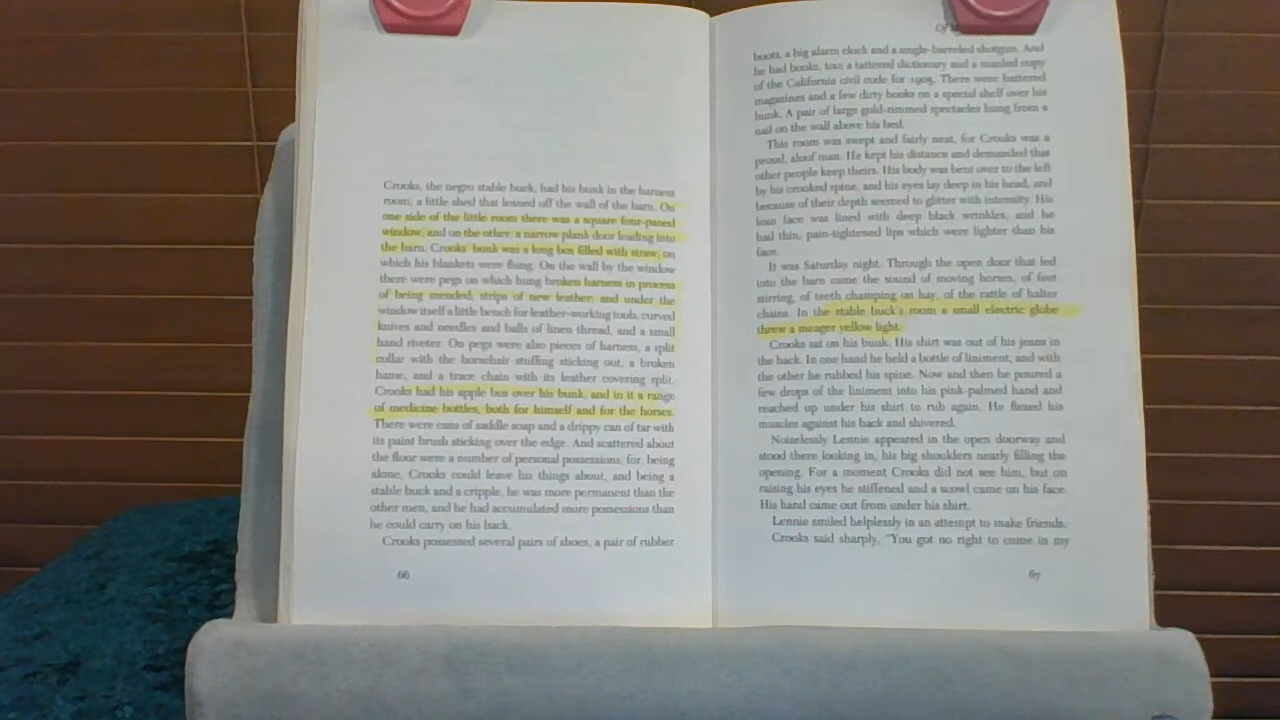 Crooks, the negro stable buck, had his bunk in the harness
room; a little shed that leaned off the wall of the barn. On
one side of the little room there was a square four-paned
window, and on the other, a narrow plank door leading into
the barn. Crooks' bunk was a long box filled with straw, on
which his blankets were flung. On the wall by the window
there were pegs on which hung broken harness in process
of being mended; strips of new leather; and under the
window itself a little bench for leather-working tools, curved
knives and needles and balls of linen thread, and a small
hand riveter. On pegs were also pieces of harness, a split
collar with the horsehair stuffing sticking out, a broken
hame, and a trace chain with its leather covering split.
Crooks had his apple box over his bunk, and in it a range
of medicine bottles, both for himself and for the horses.
There were cans of saddle soap and a drippy can of tar with
its paint brush sticking over the edge. And scattered about
the floor were a number of personal possessions; for, being
alone, Crooks could leave his things about, and being a
stable buck and a cripple, he was more permanent than the
other men, and he had accumulated more possessions than
he could carry on his back.
Crooks possessed several pairs of shoes, a pair of rubber
66
Of
boots, a big alarm clock and a single-barreled shotgun. And
he had books, too; a tattered dictionary and a mauled copy
of the California civil code for 1905. There were battered
magazines and a few dirty books on a special shelf over his
bunk. A pair of large gold-rimmed spectacles hung from a
nail on the wall above his bed.
This room was swept and fairly neat, for Crooks was a
proud, aloof man. He kept his distance and demanded that
other people keep theirs. His body was bent over to the left
by his crooked spine, and his eyes lay deep in his head, and
because of their depth seemed to glitter with intensity. His
lean face was lined with deep black wrinkles, and he
had thin, pain-tightened lips which were lighter than his
face.
It was Saturday night. Through the open door that led
into the barn came the sound of moving horses, of feet
stirring, of teeth champing on hay, of the rattle of halter
chains. In the stable buck's room a small electric globe
threw a meager yellow light.
Crooks sat on his bunk. His shirt was out of his jeans in
the back. In one hand he held a bottle of liniment, and with
the other he rubbed his spine. Now and then he poured a
few drops of the liniment into his pink-palmed hand and
reached up under his shirt to rub again. He flexed his
muscles against his back and shivered.
Noiselessly Lennie appeared in the open doorway and
stood there looking in, his big shoulders nearly filling the
opening. For a moment Crooks did not see him, but on
raising his eyes he stiffened and a scowl came on his face.
His hand came out from under his shirt.
Lennie smiled helplessly in an attempt to make friends.
Crooks said sharply, "You got no right to come in my
67